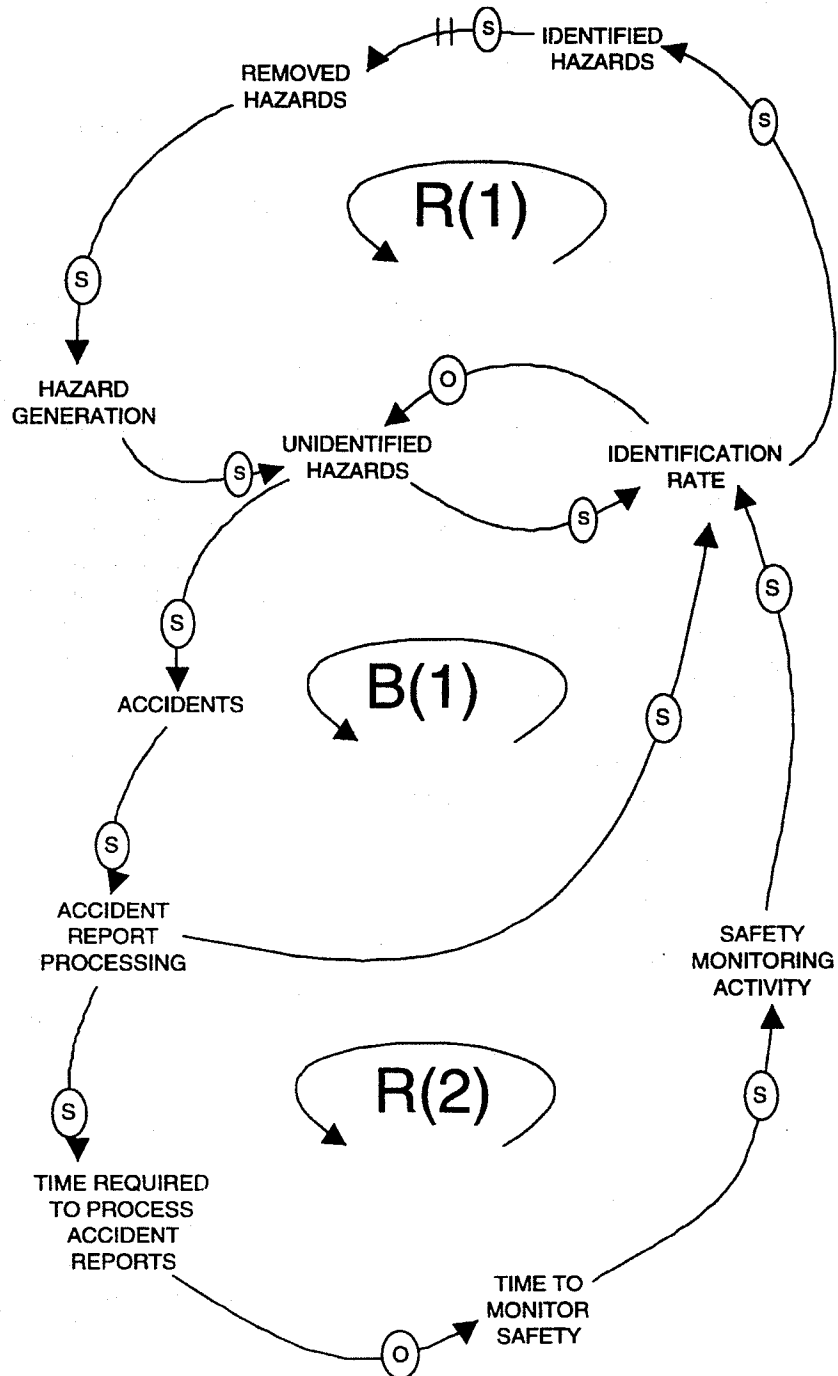 S
IDENTIFIED
HAZARDS
REMOVED
HAZARDS
S
R(1)
S
HAZARD
GENERATION
O
S
UNIDENTIFIED
HAZARDS
IDENTIFICATION
RATE
S
S
S
ACCIDENTS
B(1)
S
S
ACCIDENT
REPORT
PROCESSING
SAFETY
MONITORING
ACTIVITY
R(2)
S
S
TIME REQUIRED
TO PROCESS
ACCIDENT
REPORTS
TIME TO
MONITOR
SAFETY
O